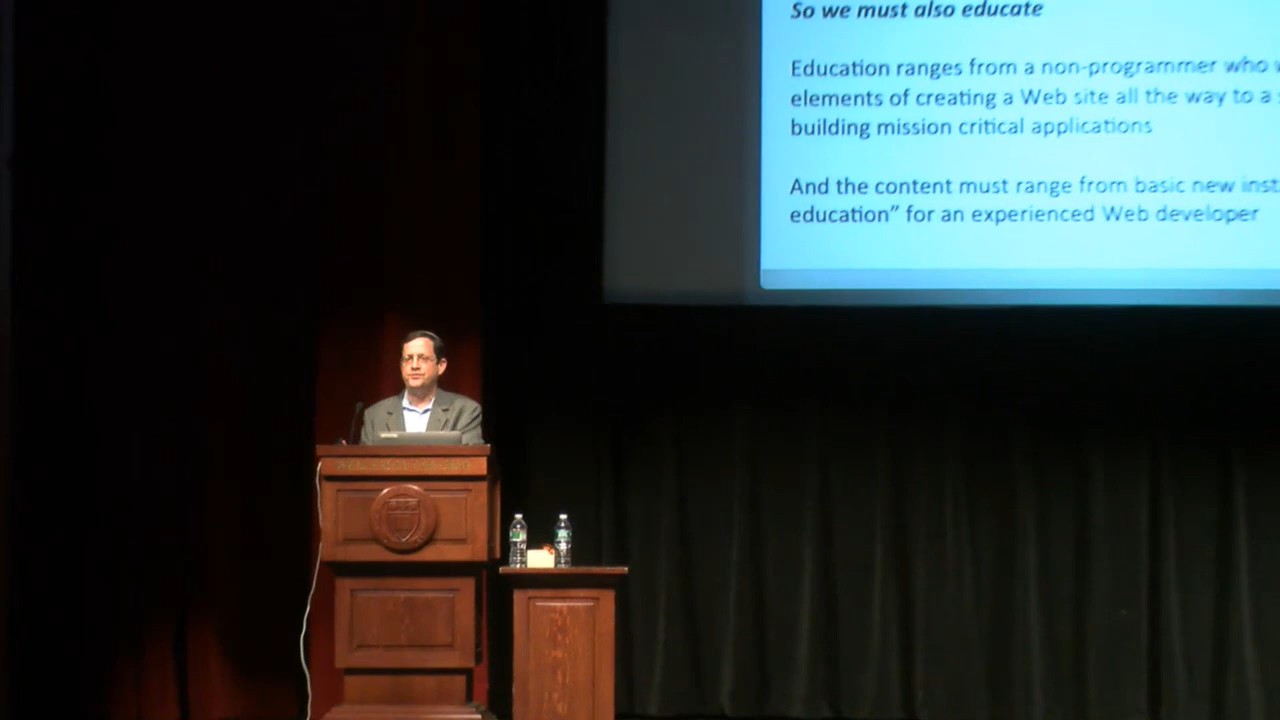 So we must also educate
Education ranges from a non-programmer who
elements of creating a Web site all the way to a
building mission critical applications
And the content must range from basic new inst
education” for an experienced Web developer